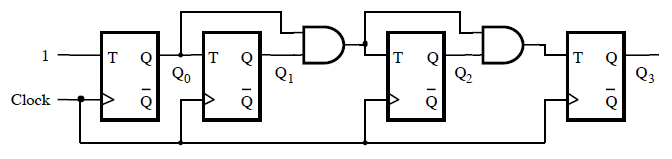 1 T Q Q0 T Q Q1 T Q Q2 T Q Q3
Clock Q̅ Q̅ Q̅ Q̅